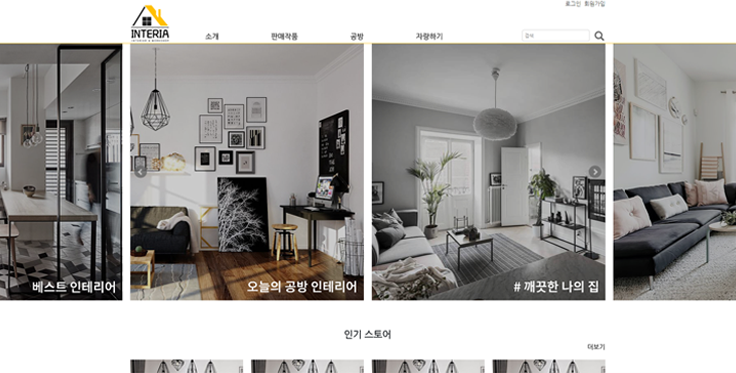 로그인 회원가입
INTERIA
소개 판매작품 공방 자랑하기 검색
베스트 인테리어
오늘의 공방 인테리어
# 깨끗한 나의 집
인기 스토어
더보기